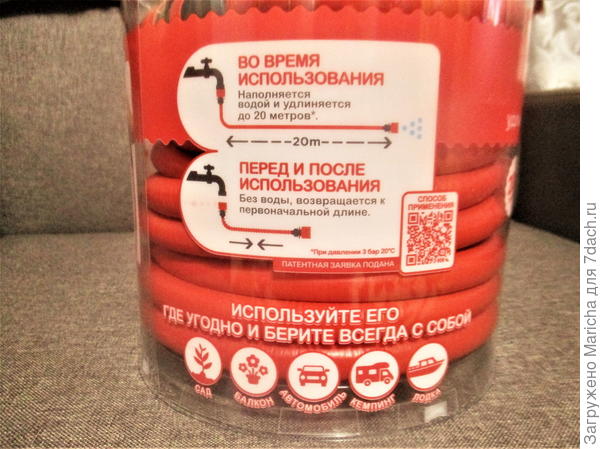 ВО ВРЕМЯ
ИСПОЛЬЗОВАНИЯ
Наполняется
водой и удлиняется
до 20 метров*.
20m
ПЕРЕД И ПОСЛЕ
ИСПОЛЬЗОВАНИЯ
Без воды, возвращается к
первоначальной длине.
*При давлении 3 бар 20°C
ПАТЕНТНАЯ ЗАЯВКА ПОДАНА
СПОСОБ
ПРИМЕНЕНИЯ
ИСПОЛЬЗУЙТЕ ЕГО
ГДЕ УГОДНО И БЕРИТЕ ВСЕГДА С СОБОЙ
САД
БАЛКОН
АВТОМОБИЛЬ
КЕМПИНГ
ЛОДКА
Загружено Maricha для 7dach.ru